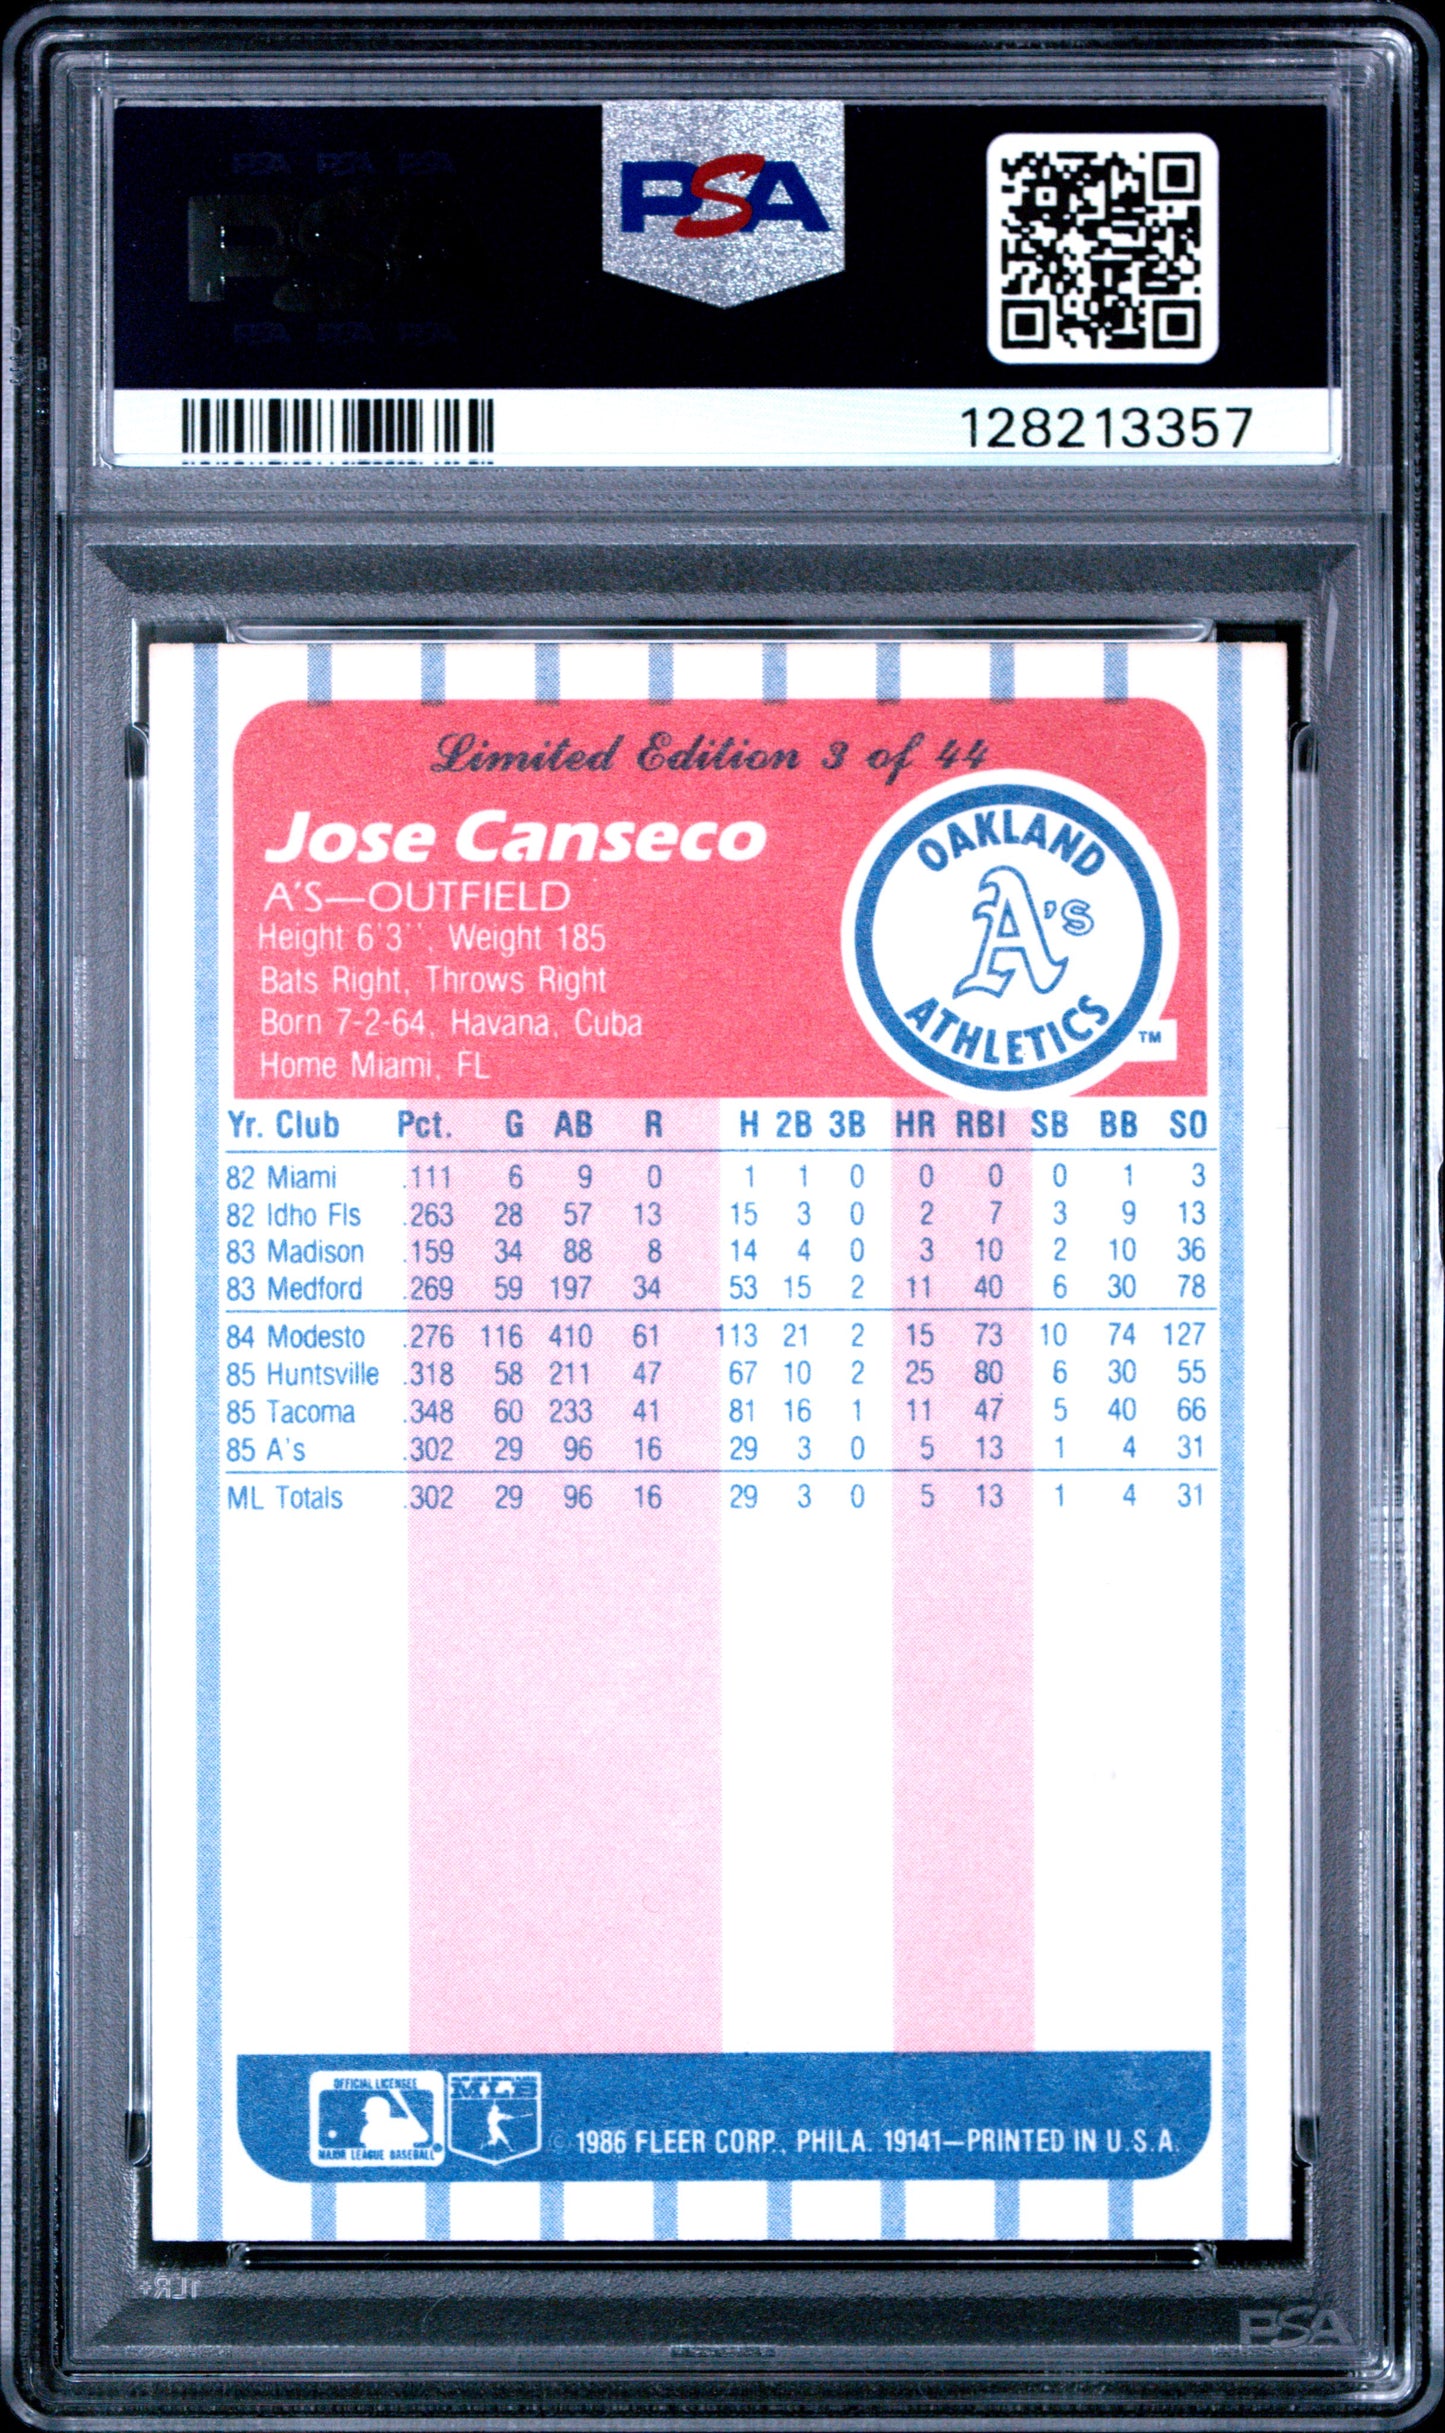 PSA
128213357
Limited Edition 3 of 44
Jose Canseco
A'S—OUTFIELD
Height 6'3'', Weight 185
Bats Right, Throws Right
Born 7-2-64, Havana, Cuba
Home Miami, FL
OAKLAND
A's
ATHLETICS
TM
Yr. Club Pct. G AB R H 2B 3B HR RBI SB BB SO
82 Miami .111 6 9 0 1 1 0 0 0 0 1 3
82 Idho Fls .263 28 57 13 15 3 0 2 7 3 9 13
83 Madison .159 34 88 8 14 4 0 3 10 2 10 36
83 Medford .269 59 197 34 53 15 2 11 40 6 30 78
84 Modesto .276 116 410 61 113 21 2 15 73 10 74 127
85 Huntsville .318 58 211 47 67 10 2 25 80 6 30 55
85 Tacoma .348 60 233 41 81 16 1 11 47 5 40 66
85 A's .302 29 96 16 29 3 0 5 13 1 4 31
ML Totals .302 29 96 16 29 3 0 5 13 1 4 31
OFFICIAL LICENSEE
MAJOR LEAGUE BASEBALL
MLB
© 1986 FLEER CORP., PHILA. 19141—PRINTED IN U.S.A.
PSA